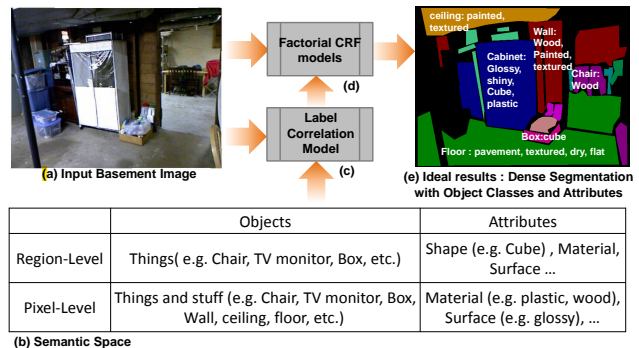 Factorial CRF
models
(d)
Label
Correlation
Model
(c)
(a) Input Basement Image
ceiling: painted,
textured
Wall:
Wood,
Painted,
textured
Cabinet:
Glossy,
shiny,
Cube,
plastic
Chair:
Wood
Box:cube
Floor : pavement, textured, dry, flat
(e) Ideal results : Dense Segmentation
with Object Classes and Attributes
Objects
Attributes
Region-Level
Things( e.g. Chair, TV monitor, Box, etc.)
Shape (e.g. Cube) , Material,
Surface ...
Pixel-Level
Things and stuff (e.g. Chair, TV monitor, Box,
Wall, ceiling, floor, etc.)
Material (e.g. plastic, wood),
Surface (e.g. glossy), ...
(b) Semantic Space